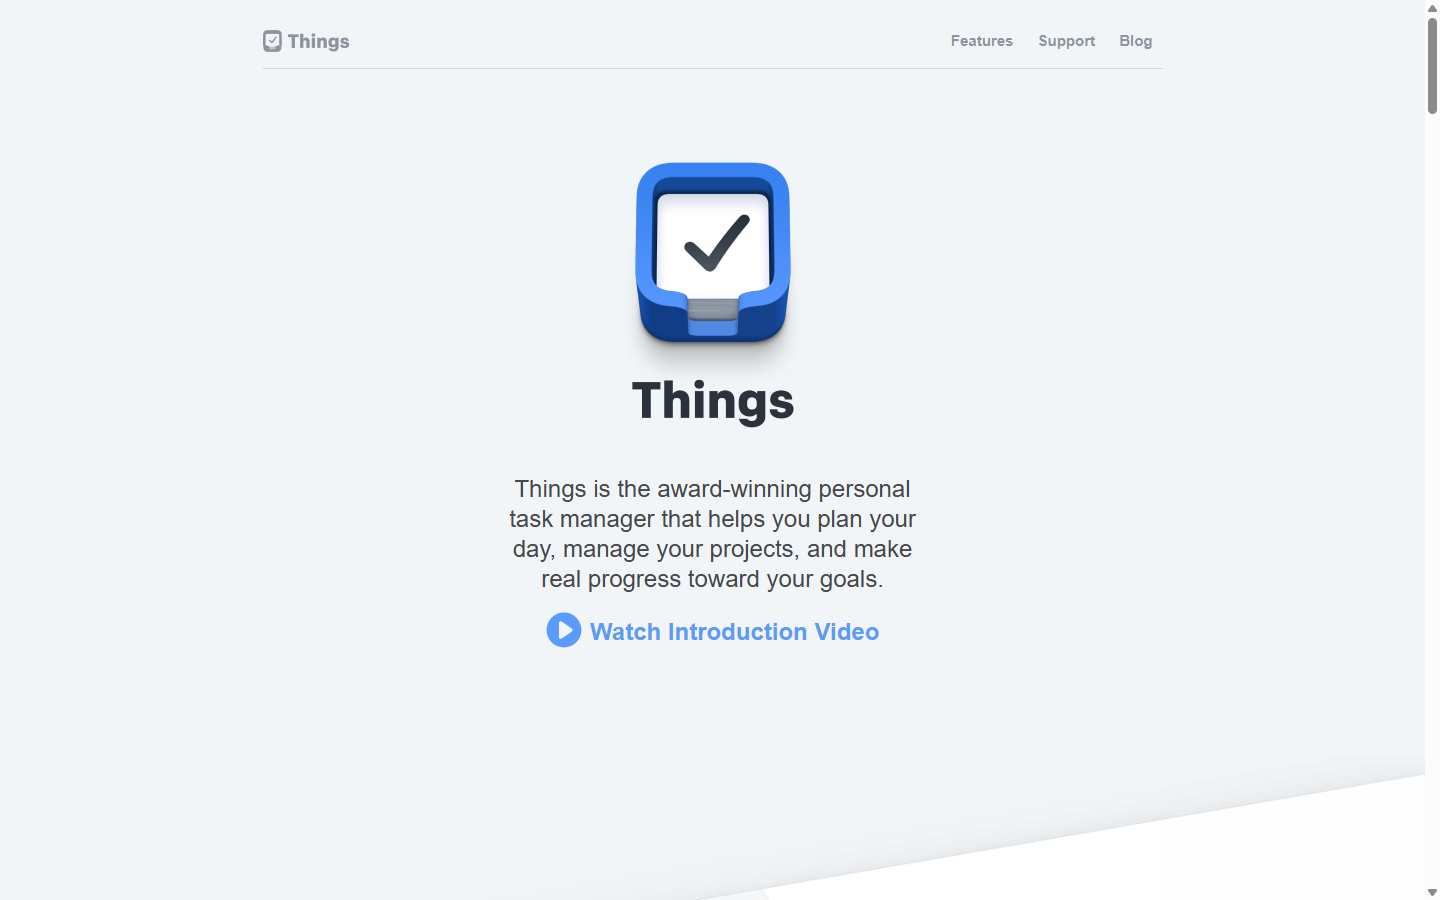 Things
Features
Support
Blog
Things
Things is the award-winning personal
task manager that helps you plan your
day, manage your projects, and make
real progress toward your goals.
Watch Introduction Video